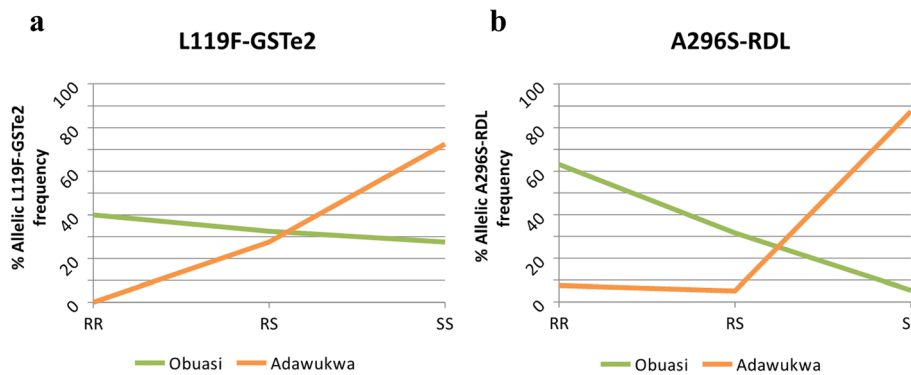 a
L119F-GSTe2
% Allelic L119F-GSTe2
frequency
100
80
60
40
20
0
RR
RS
SS
Obuasi
Adawukwa
b
A296S-RDL
% Allelic A296S-RDL
frequency
100
80
60
40
20
0
RR
RS
S
Obuasi
Adawukwa